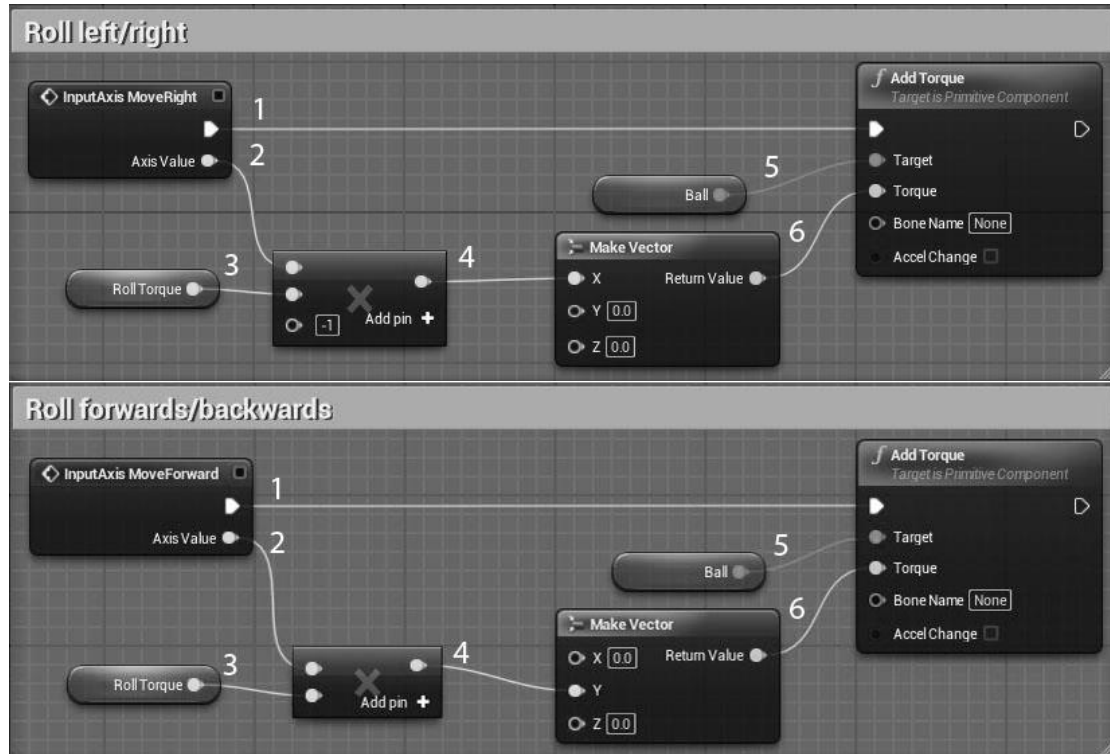 Roll left/right
InputAxis MoveRight
1
Axis Value
2
3
Roll Torque
-1
Add pin +
4
Ball
5
Make Vector
X
Return Value
Y 0.0
Z 0.0
6
Add Torque
Target is Primitive Component
Target
Torque
Bone Name None
Accel Change
Roll forwards/backwards
InputAxis MoveForward
1
Axis Value
2
3
Roll Torque
Add pin +
4
Ball
5
Make Vector
X 0.0
Return Value
Y
Z 0.0
6
Add Torque
Target is Primitive Component
Target
Torque
Bone Name None
Accel Change